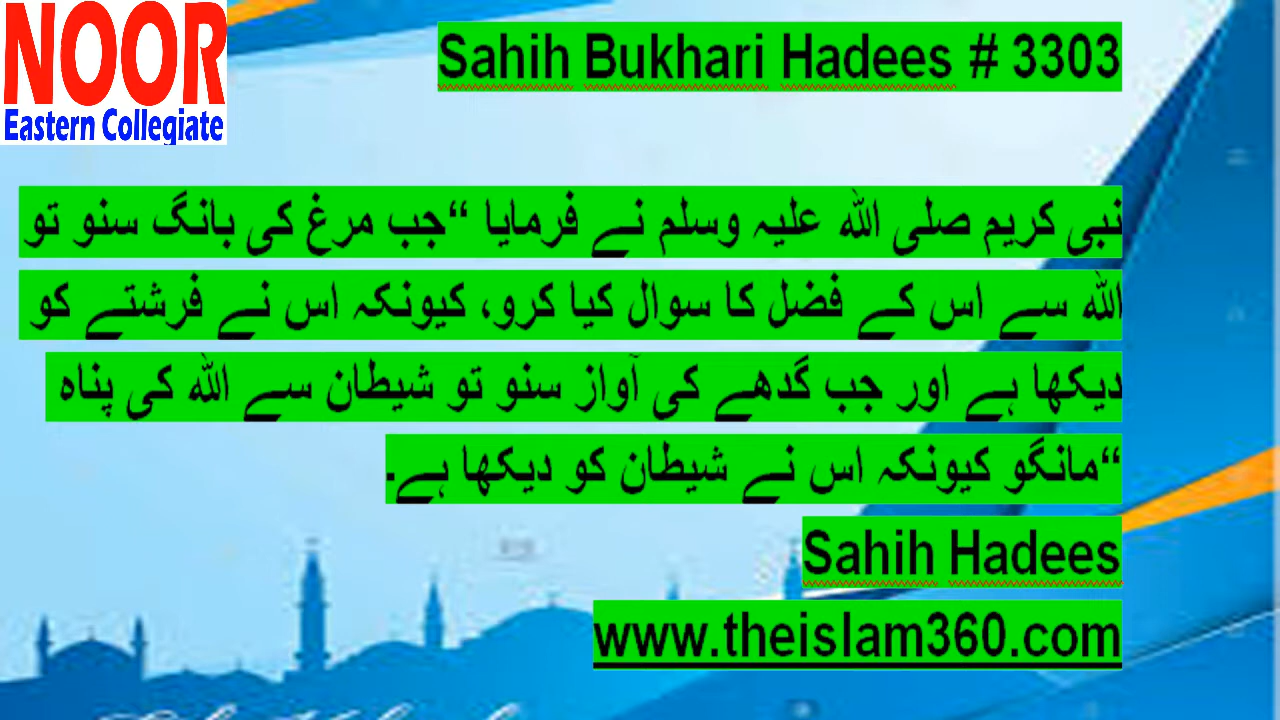 NOOR
Eastern Collegiate
Sahih Bukhari Hadees # 3303
نبی کریم صلی اللہ علیہ وسلم نے فرمایا “جب مرغ کی بانگ سنو تو
اللہ سے اس کے فضل کا سوال کیا کرو، کیونکہ اس نے فرشتے کو
دیکھا ہے اور جب گدھے کی آواز سنو تو شیطان سے اللہ کی پناہ
“مانگو کیونکہ اس نے شیطان کو دیکھا ہے۔
Sahih Hadees
www.theislam360.com